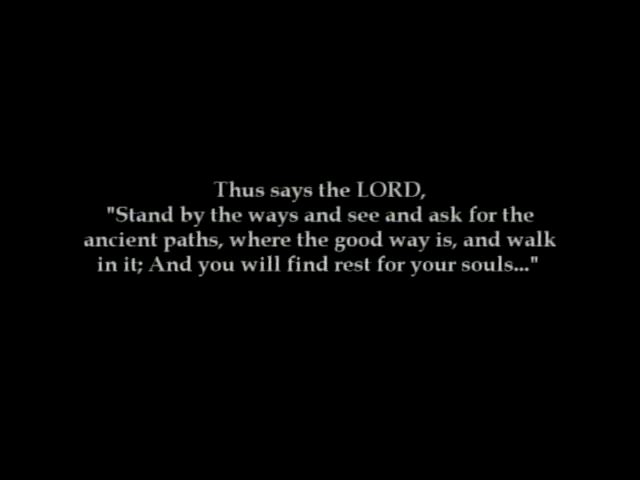 Thus says the LORD,
"Stand by the ways and see and ask for the
ancient paths, where the good way is, and walk
in it; And you will find rest for your souls..."